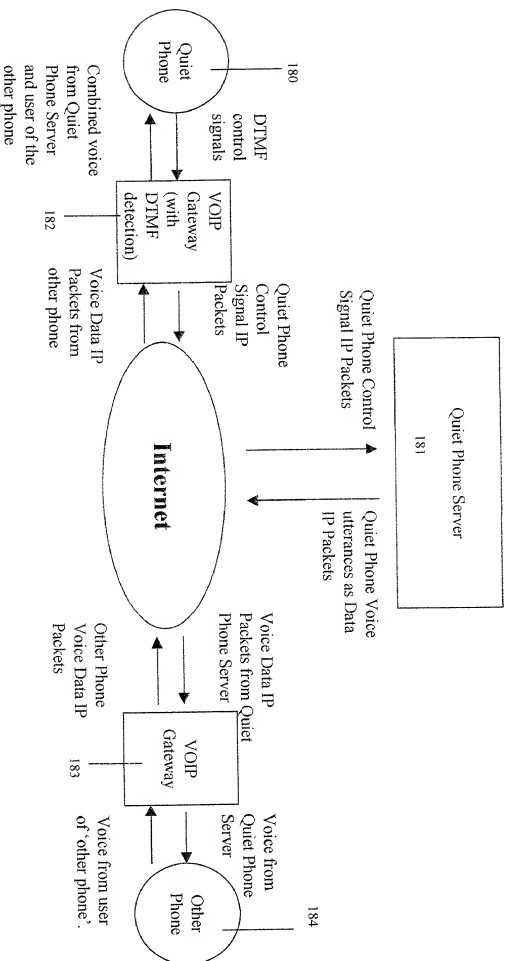 Quiet Phone Server
181
Quiet Phone Control
Signal IP Packets
Quiet Phone Voice
utterances as Data
IP Packets
180
Quiet
Phone
DTMF
control
signals
Combined voice
from Quiet
Phone Server
and user of the
other phone
VOIP
Gateway
(with
DTMF
detection)
182
Quiet Phone
Control
Signal IP
Packets
Voice Data IP
Packets from
other phone
Internet
Voice Data IP
Packets from Quiet
Phone Server
Other Phone
Voice Data IP
Packets
VOIP
Gateway
183
Voice from
Quiet Phone
Server
Voice from user
of ‘other phone’.
Other
Phone
184